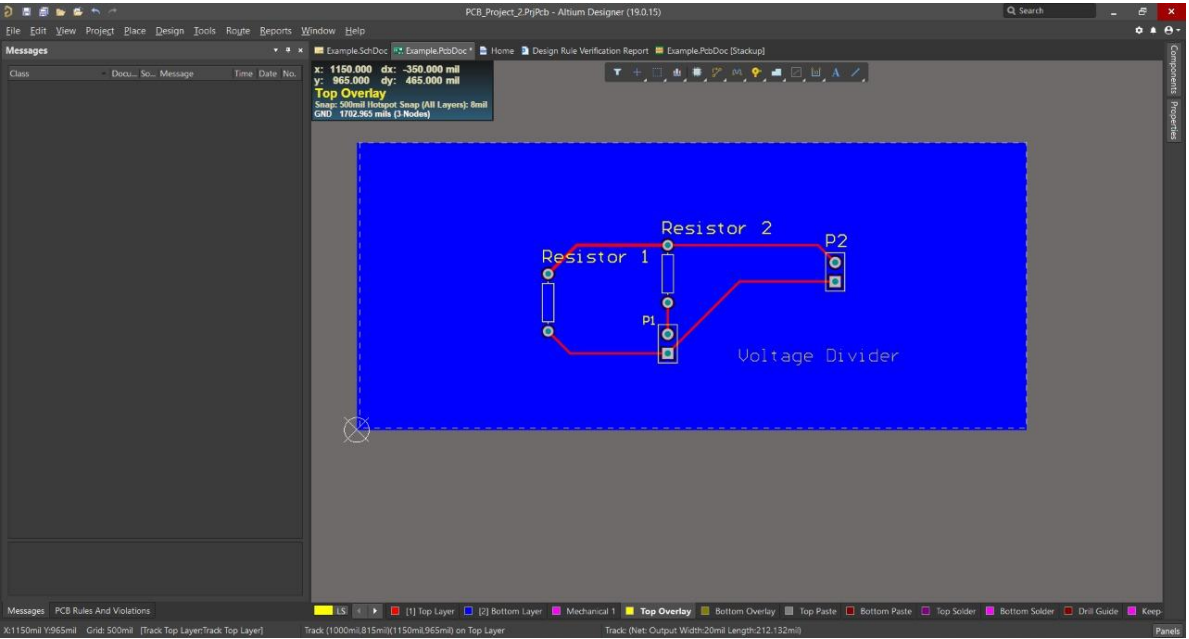 PCB_Project_2.PrjPcb - Altium Designer (19.0.15)
Search
File Edit View Project Place Design Tools Route Reports Window Help
Messages
Example.SchDoc Example.PcbDoc * Home Design Rule Verification Report Example.PcbDoc [Stackup]
Class Docu... So... Message Time Date No.
x: 1150.000 dx: -350.000 mil
y: 965.000 dy: 465.000 mil
Top Overlay
Snap: 500mil Hotspot Snap (All Layers): 8mil
GND 1702.965 mils (3-Nodes)
Components
Properties
Resistor 2
P2
Resistor 1
P1
Voltage Divider
Messages PCB Rules And Violations
LS [1] Top Layer [2] Bottom Layer Mechanical 1 Top Overlay Bottom Overlay Top Paste Bottom Paste Top Solder Bottom Solder Drill Guide Keep-
X:1150mil Y:965mil Grid: 500mil [Track Top Layer:Track Top Layer] Track (1000mil,815mil)(1150mil,965mil) on Top Layer Track: (Net: Output Width:20mil Length:212.132mil) Panels